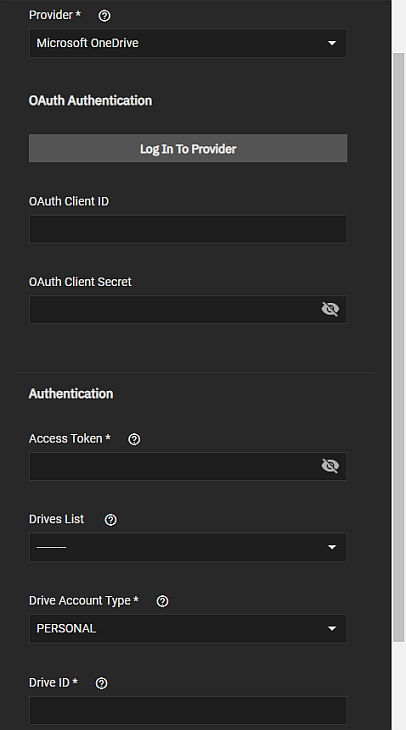 Provider *
Microsoft OneDrive
OAuth Authentication
Log In To Provider
OAuth Client ID
OAuth Client Secret
Authentication
Access Token *
Drives List
---------
Drive Account Type *
PERSONAL
Drive ID *